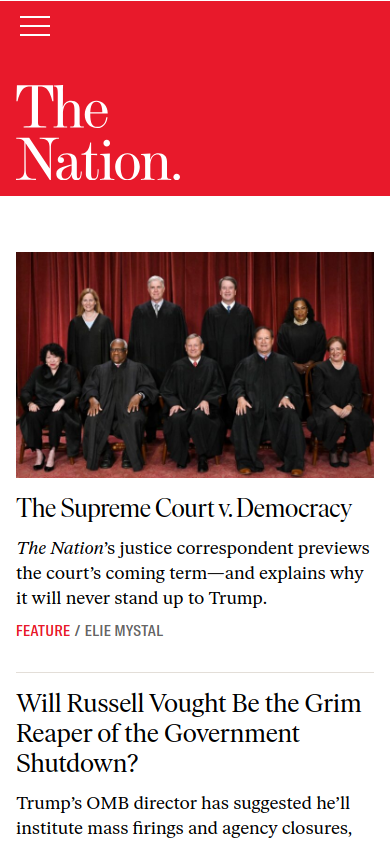 The
Nation.
The Supreme Court v. Democracy
The Nation’s justice correspondent previews
the court’s coming term—and explains why
it will never stand up to Trump.
FEATURE / ELIE MYSTAL
Will Russell Vought Be the Grim
Reaper of the Government
Shutdown?
Trump’s OMB director has suggested he’ll
institute mass firings and agency closures,